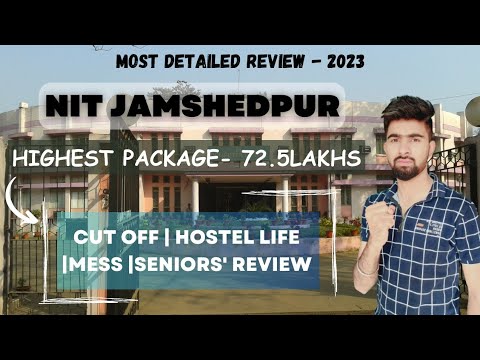 MOST DETAILED REVIEW - 2023
NIT JAMSHEDPUR
HIGHEST PACKAGE- 72.5LAKHS
CUT OFF | HOSTEL LIFE
|MESS |SENIORS' REVIEW